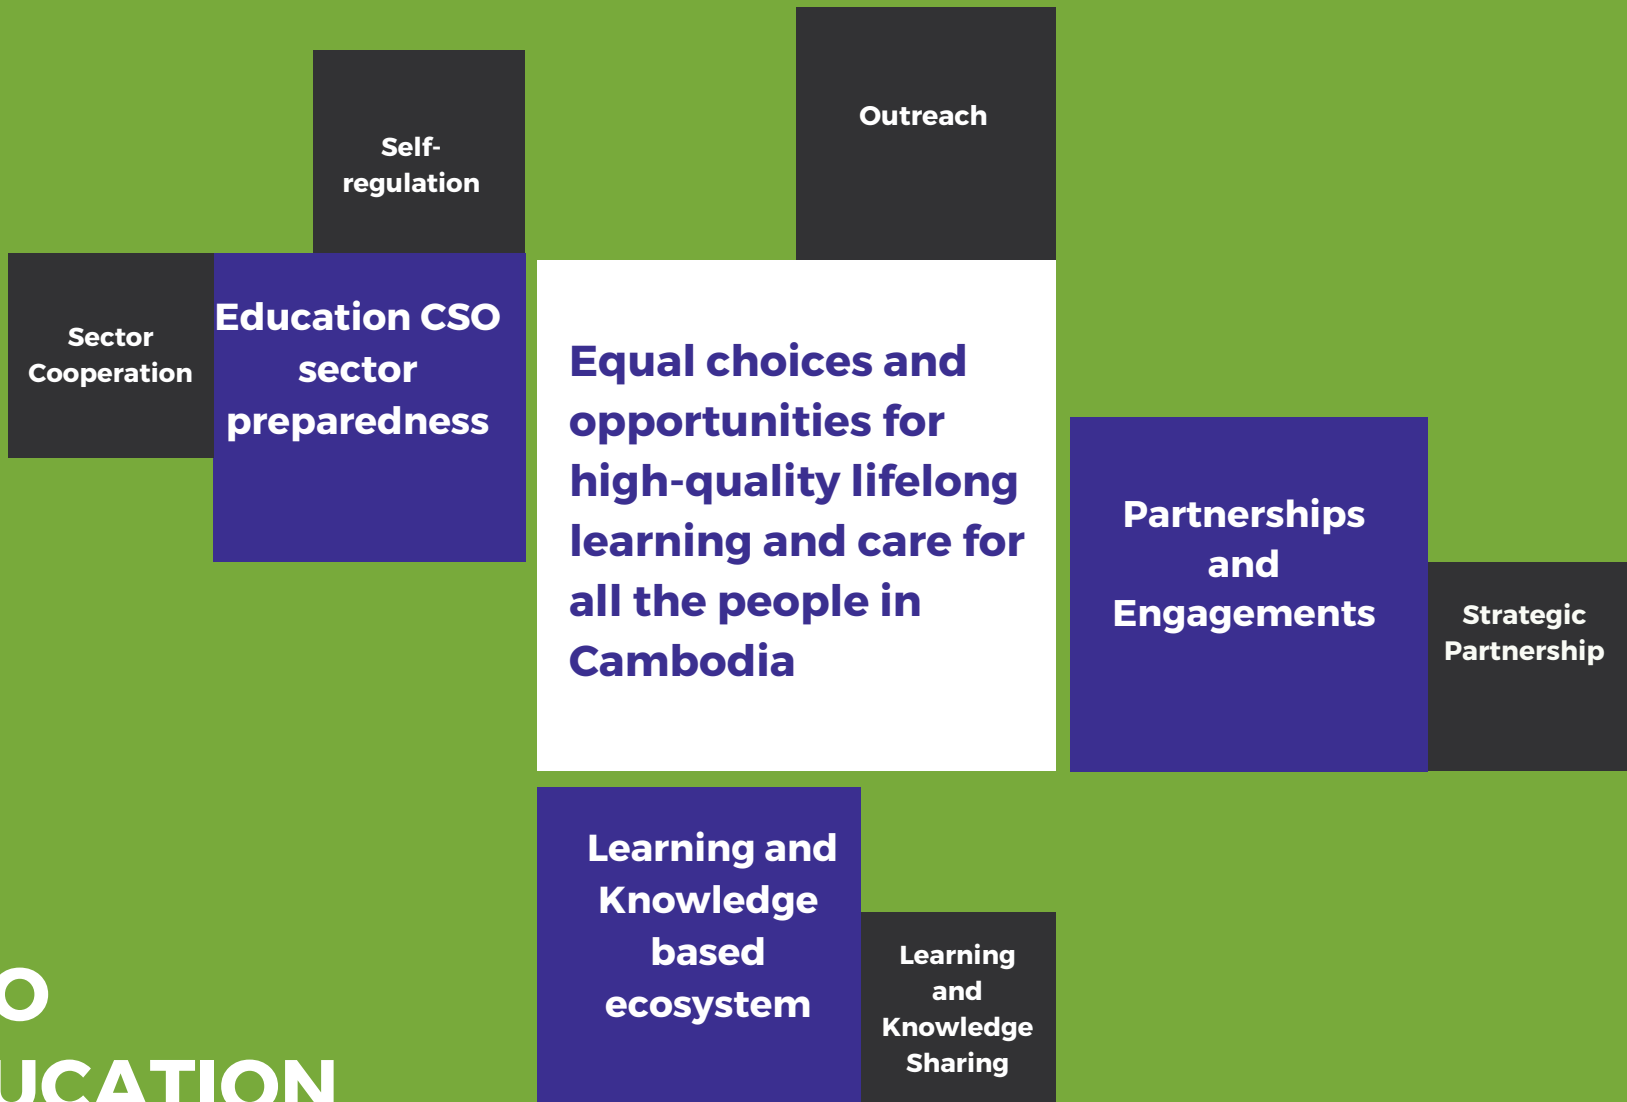 Outreach
Self-
regulation
Sector
Cooperation
Education CSO
sector
preparedness
Equal choices and
opportunities for
high-quality lifelong
learning and care for
all the people in
Cambodia
Partnerships
and
Engagements
Strategic
Partnership
Learning and
Knowledge
based
ecosystem
Learning
and
Knowledge
Sharing
O
UCATION